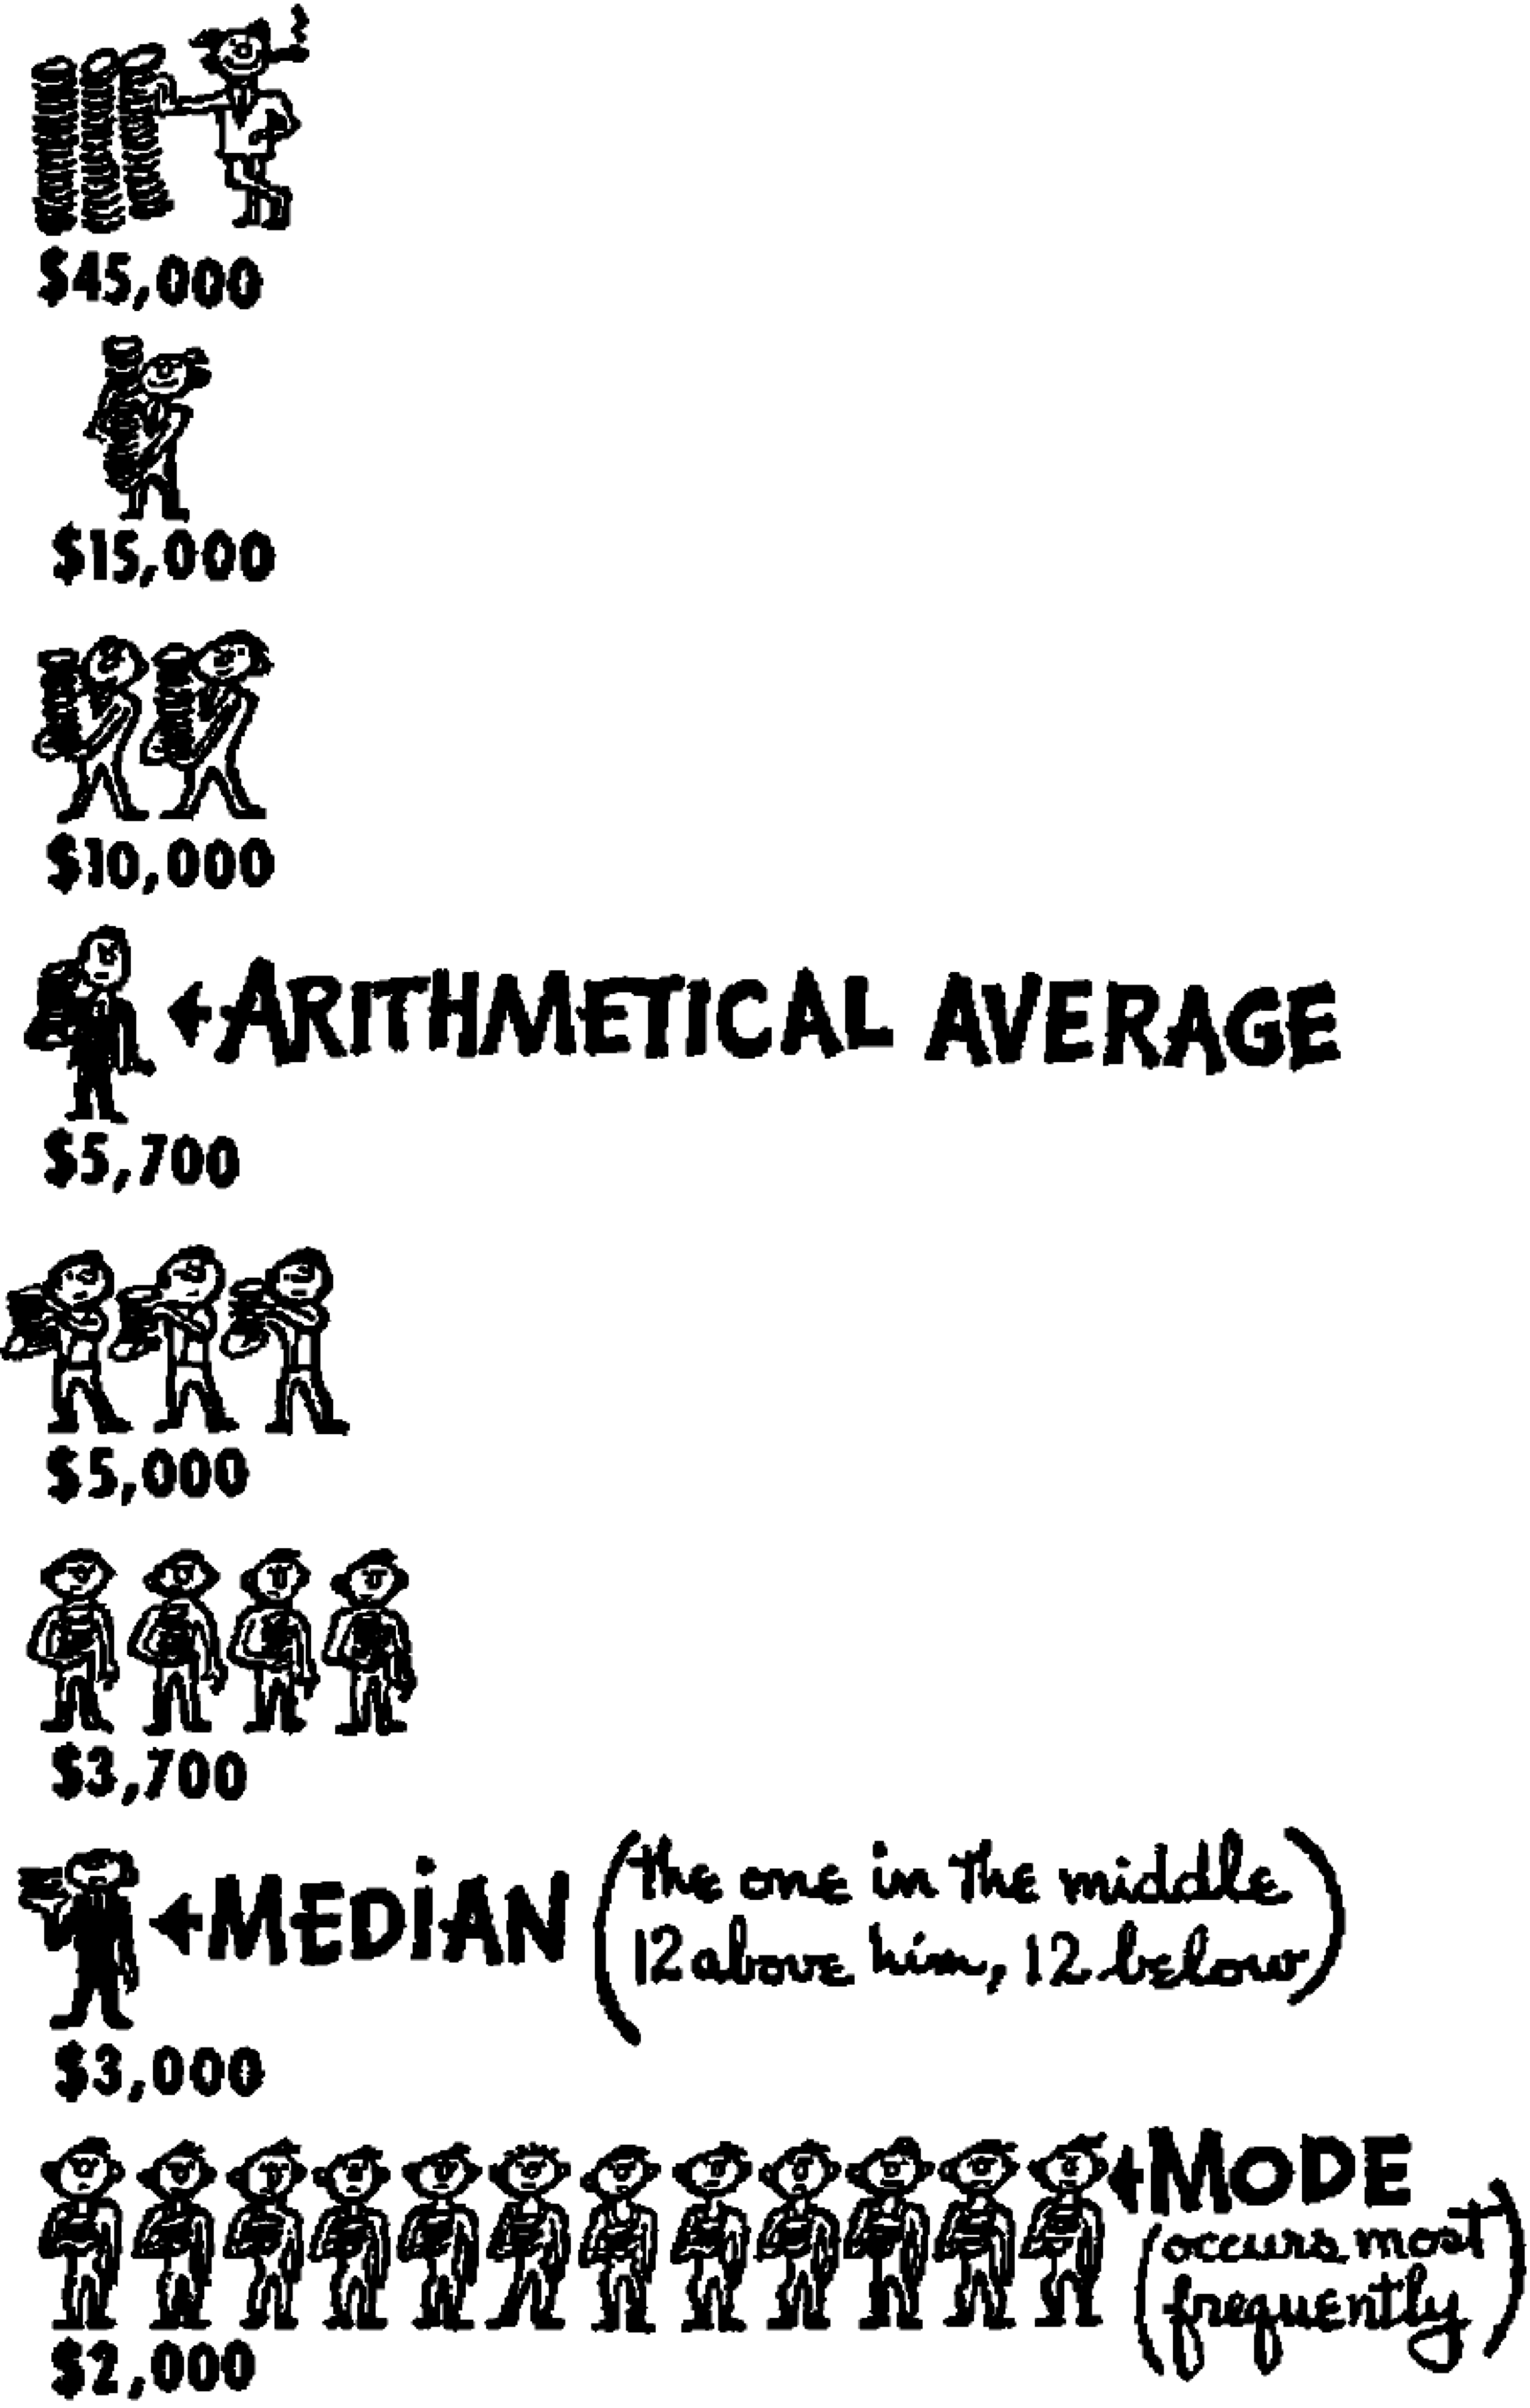 $45,000
$15,000
$10,000
ARITHMETICAL AVERAGE
$5,700
$5,000
$3,700
MEDiAN (the one in the middle
12 above him, 12 below)
$3,000
MODE
(occurs most
frequently)
$2,000